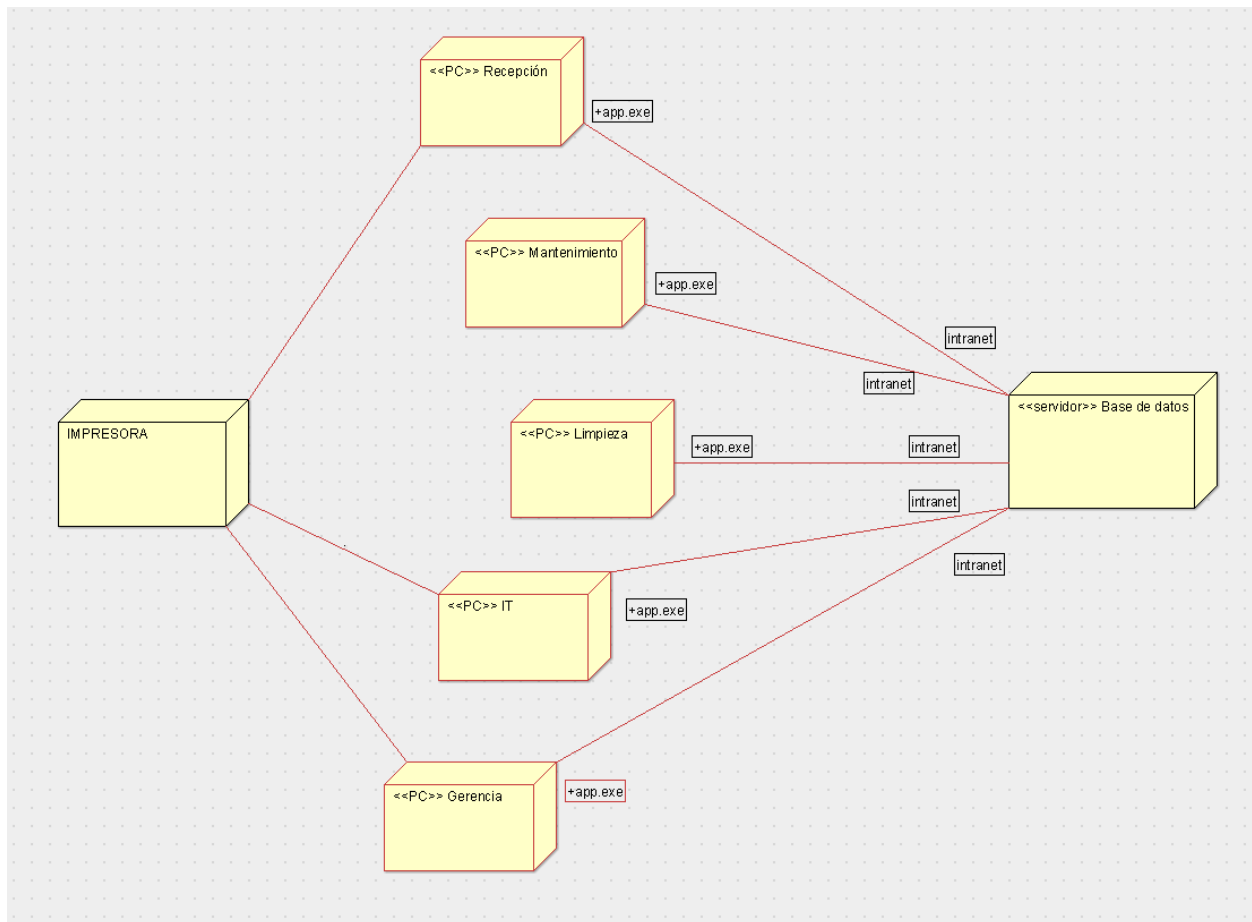 <<PC>> Recepción
+app.exe
<<PC>> Mantenimiento
+app.exe
intranet
intranet
<<servidor>> Base de datos
IMPRESORA
<<PC>> Limpieza
+app.exe
intranet
intranet
intranet
<<PC>> IT
+app.exe
<<PC>> Gerencia
+app.exe